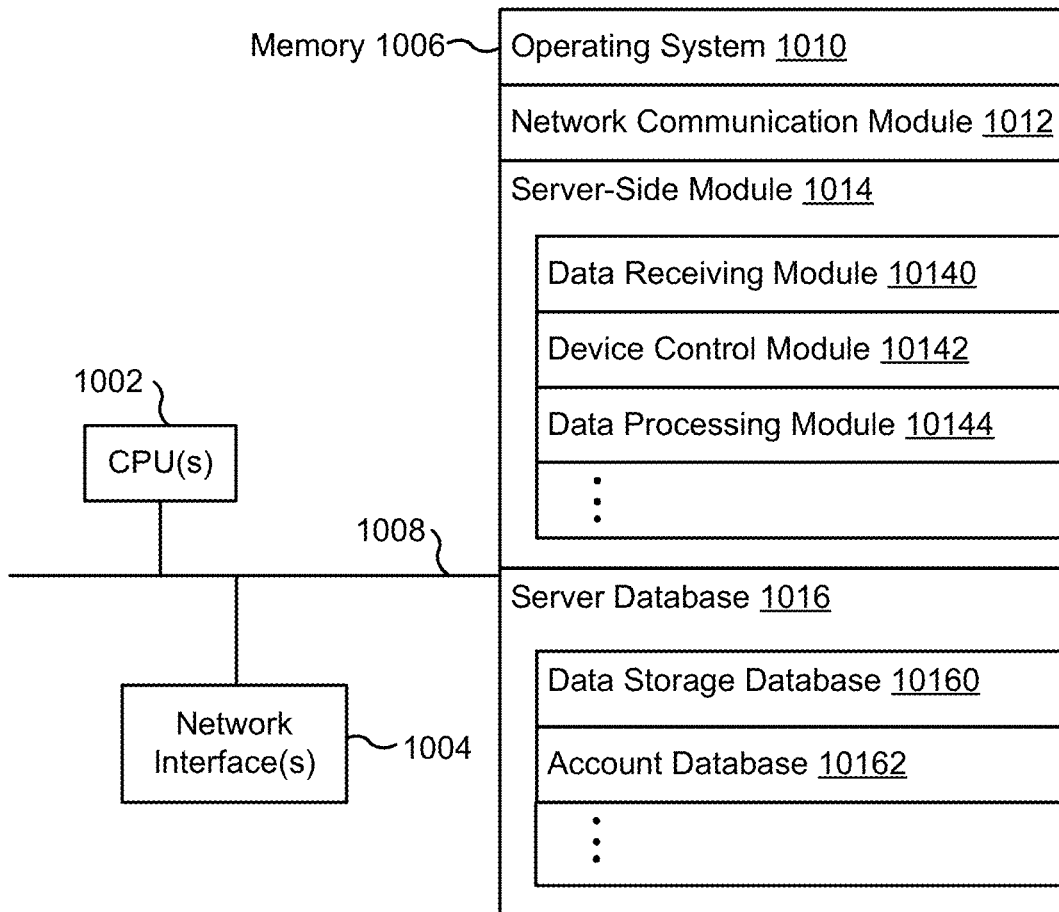 Memory 1006
Operating System 1010
Network Communication Module 1012
Server-Side Module 1014
Data Receiving Module 10140
Device Control Module 10142
Data Processing Module 10144
1002
CPU(s)
1008
Server Database 1016
Data Storage Database 10160
Network
Interface(s)
1004
Account Database 10162